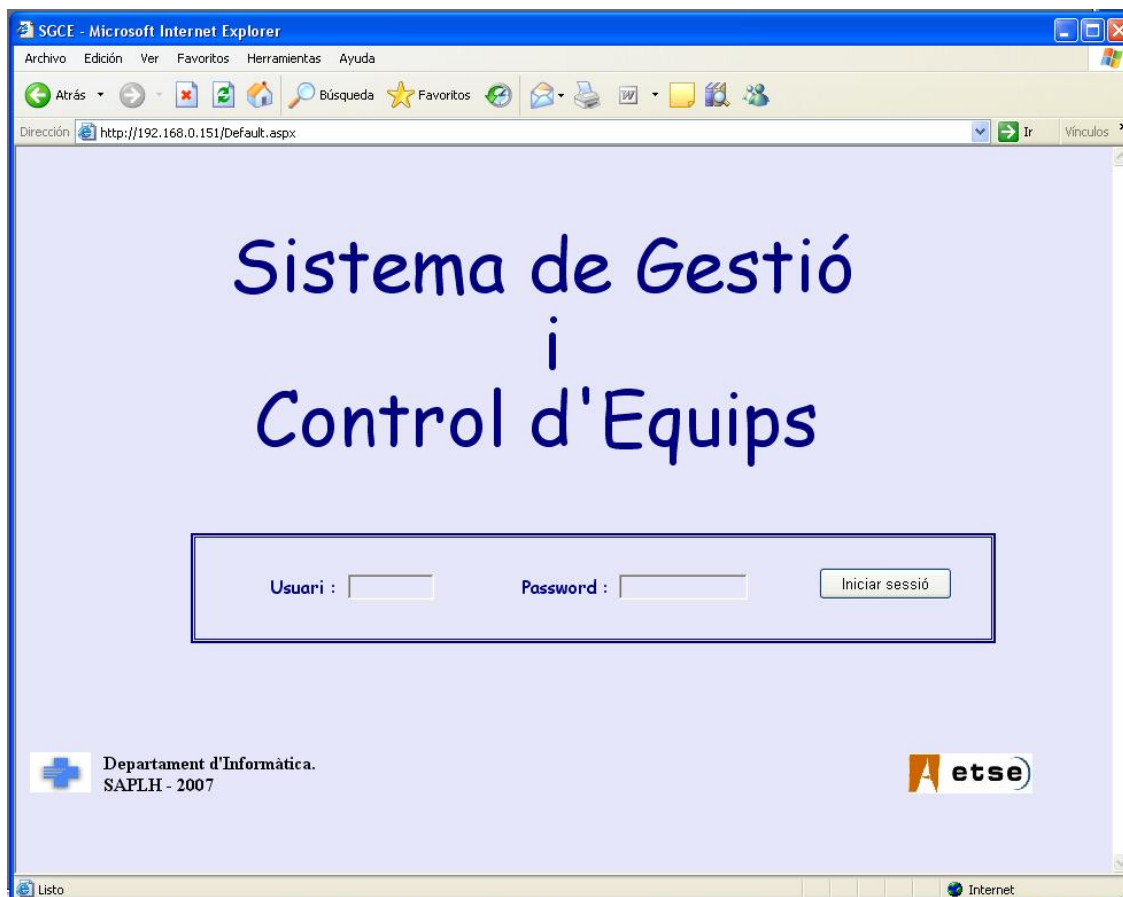 SGCE - Microsoft Internet Explorer
Archivo Edición Ver Favoritos Herramientas Ayuda
Atrás Búsqueda Favoritos
Dirección http://192.168.0.151/Default.aspx Ir Vínculos
Sistema de Gestió
i
Control d'Equips
Usuari : Password : Iniciar sessió
Departament d'Informàtica.
SAPLH - 2007
etse
Listo Internet